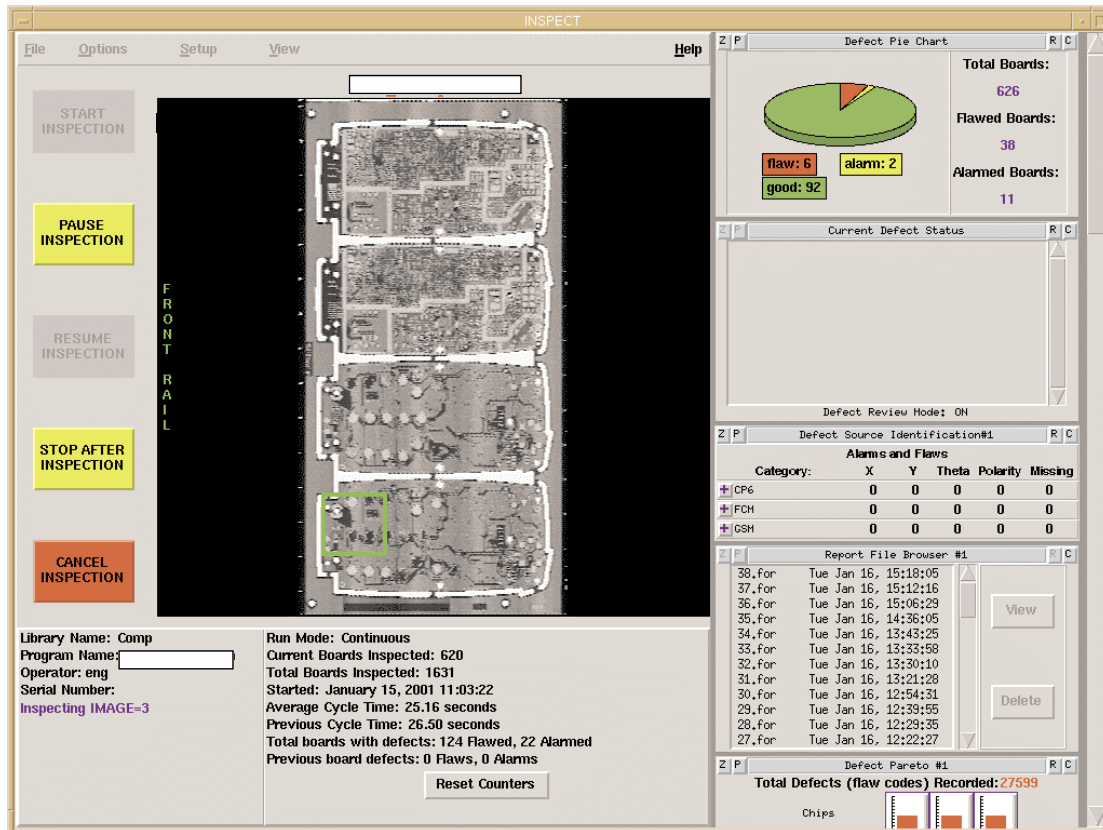 INSPECT
File Options Setup View Help
START
INSPECTION
PAUSE
INSPECTION
RESUME
INSPECTION
STOP AFTER
INSPECTION
CANCEL
INSPECTION
FRONT RAIL
Library Name: Comp
Program Name:
Operator: eng
Serial Number:
Inspecting IMAGE=3
Run Mode: Continuous
Current Boards Inspected: 620
Total Boards Inspected: 1631
Started: January 15, 2001 11:03:22
Average Cycle Time: 25.16 seconds
Previous Cycle Time: 26.50 seconds
Total boards with defects: 124 Flawed, 22 Alarmed
Previous board defects: 0 Flaws, 0 Alarms
Reset Counters
Z P Defect Pie Chart R C
flaw: 6 alarm: 2
good: 92
Total Boards:
626
Flawed Boards:
38
Alarmed Boards:
11
Z P Current Defect Status R C
Defect Review Mode: ON
Z P Defect Source Identification#1 R C
Alarms and Flaws
Category: X Y Theta Polarity Missing
+ CP6 0 0 0 0 0
+ FCM 0 0 0 0 0
+ GSM 0 0 0 0 0
Z P Report File Browser #1 R C
38.for Tue Jan 16, 15:18:05
37.for Tue Jan 16, 15:12:16
36.for Tue Jan 16, 15:06:29
35.for Tue Jan 16, 14:36:05
34.for Tue Jan 16, 13:43:25
33.for Tue Jan 16, 13:33:58
32.for Tue Jan 16, 13:30:10
31.for Tue Jan 16, 13:21:28
30.for Tue Jan 16, 12:54:31
29.for Tue Jan 16, 12:39:55
28.for Tue Jan 16, 12:29:35
27.for Tue Jan 16, 12:22:27
View
Delete
Z P Defect Pareto #1 R C
Total Defects (flaw codes) Recorded:27599
Chips